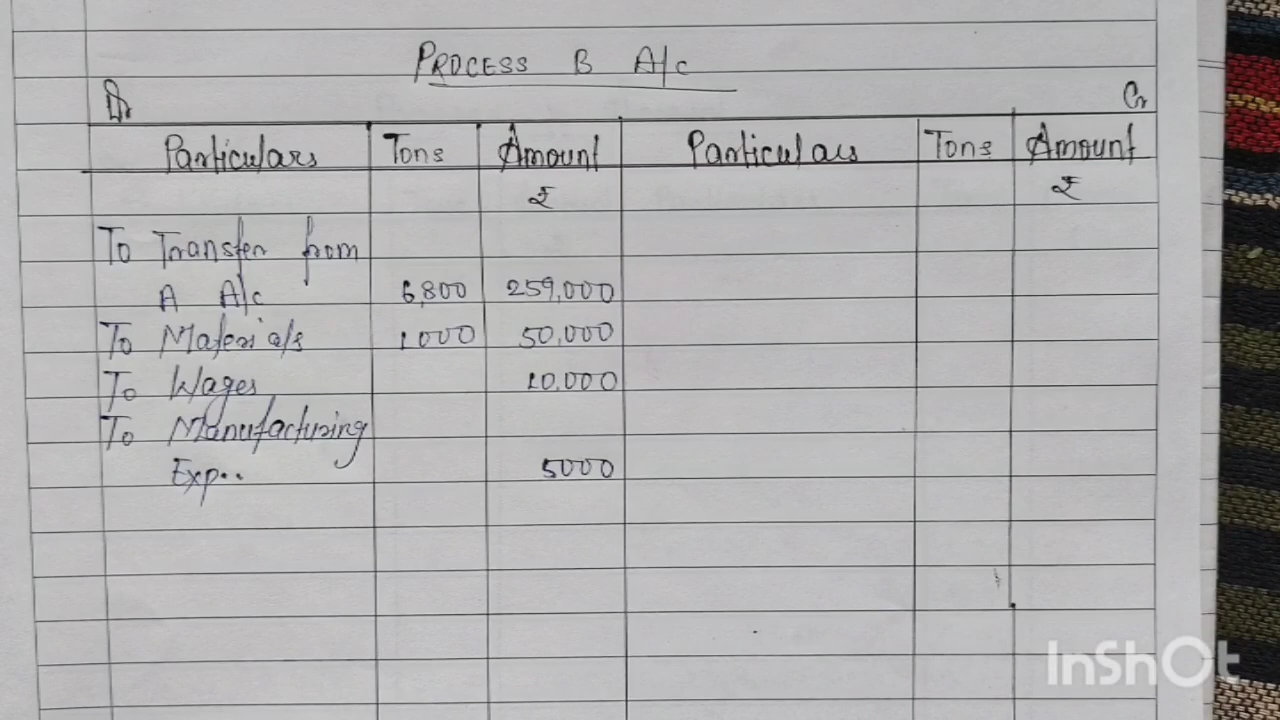 PROCESS B A/c
Dr Cr
Particulars Tons Amount Particulars Tons Amount
₹ ₹
To Transfer from
A A/c 6,800 259,000
To Materials 1000 50,000
To Wages 10,000
To Manufacturing
Exp.. 5000
InShOt